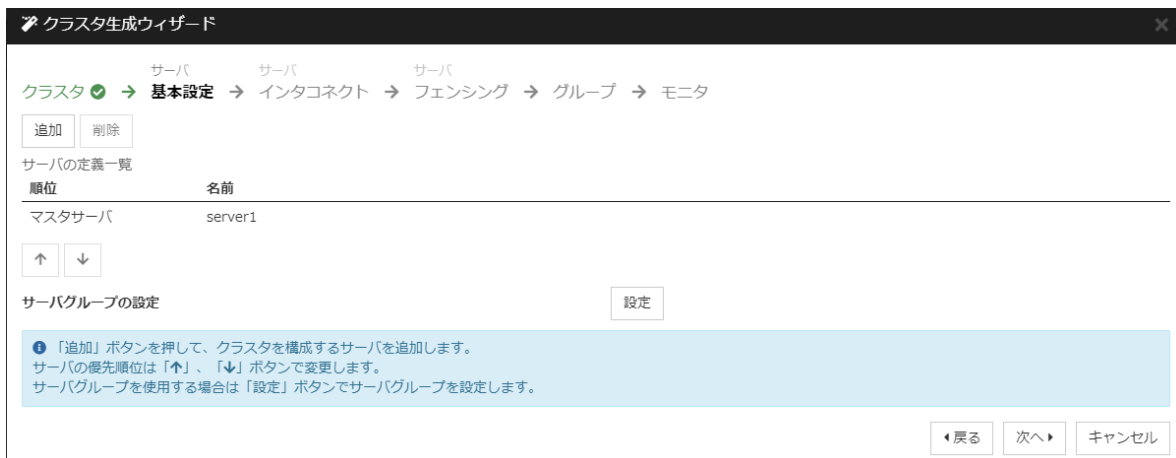 クラスタ生成ウィザード
サーバ サーバ サーバ
クラスタ → 基本設定 → インタコネクト → フェンシング → グループ → モニタ
追加 削除
サーバの定義一覧
順位 名前
マスタサーバ server1
↑ ↓
サーバグループの設定 設定
「追加」ボタンを押して、クラスタを構成するサーバを追加します。
サーバの優先順位は「↑」、「↓」ボタンで変更します。
サーバグループを使用する場合は「設定」ボタンでサーバグループを設定します。
戻る 次へ キャンセル